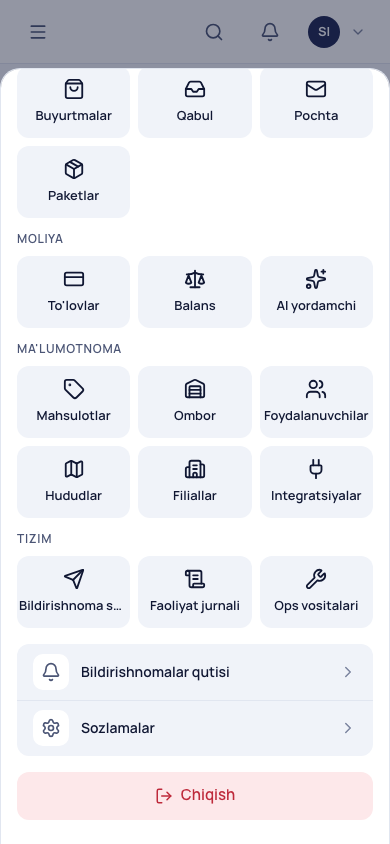 SI
Buyurtmalar
Qabul
Pochta
Paketlar
MOLIYA
To'lovlar
Balans
AI yordamchi
MA'LUMOTNOMA
Mahsulotlar
Ombor
Foydalanuvchilar
Hududlar
Filiallar
Integratsiyalar
TIZIM
Bildirishnoma s...
Faoliyat jurnali
Ops vositalari
Bildirishnomalar qutisi
Sozlamalar
Chiqish